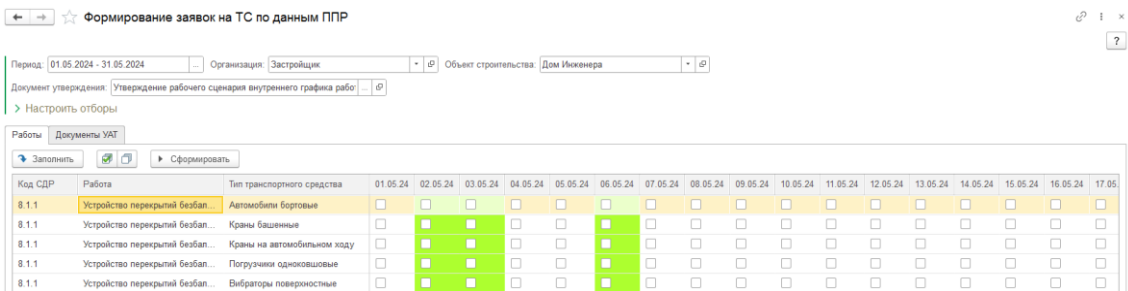 Формирование заявок на ТС по данным ППР
?
Период: 01.05.2024 - 31.05.2024 ... Организация: Застройщик Объект строительства: Дом Инженера
Документ утверждения: Утверждение рабочего сценария внутреннего графика рабо ...
Настроить отборы
Работы Документы УАТ
Заполнить Сформировать
Код СДР Работа Тип транспортного средства 01.05.24 02.05.24 03.05.24 04.05.24 05.05.24 06.05.24 07.05.24 08.05.24 09.05.24 10.05.24 11.05.24 12.05.24 13.05.24 14.05.24 15.05.24 16.05.24 17.05.
8.1.1 Устройство перекрытий безбал... Автомобили бортовые
8.1.1 Устройство перекрытий безбал... Краны башенные
8.1.1 Устройство перекрытий безбал... Краны на автомобильном ходу
8.1.1 Устройство перекрытий безбал... Погрузчики одноковшовые
8.1.1 Устройство перекрытий безбал... Вибраторы поверхностные